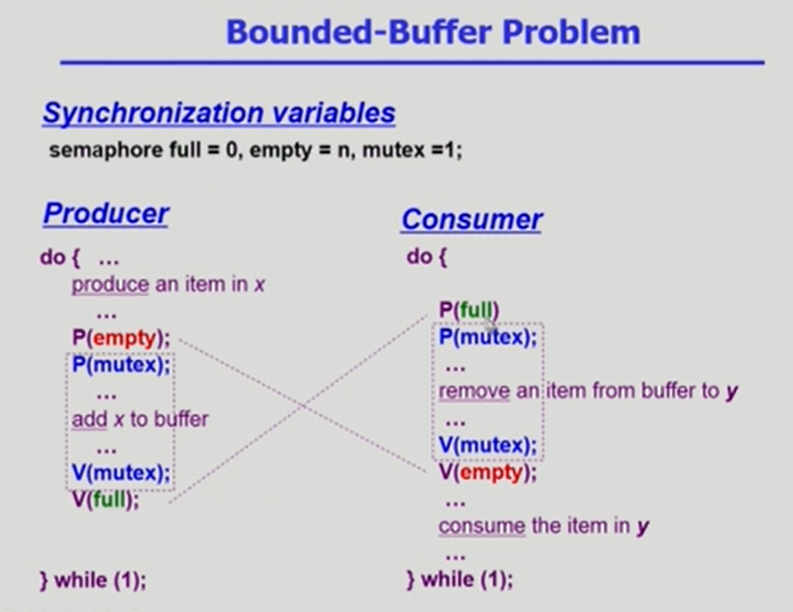 Bounded-Buffer Problem
Synchronization variables
semaphore full = 0, empty = n, mutex =1;
Producer
do { ...
produce an item in x
...
P(empty);
P(mutex);
...
add x to buffer
...
V(mutex);
V(full);
} while (1);
Consumer
do {
P(full)
P(mutex);
...
remove an item from buffer to y
...
V(mutex);
V(empty);
...
consume the item in y
...
} while (1);